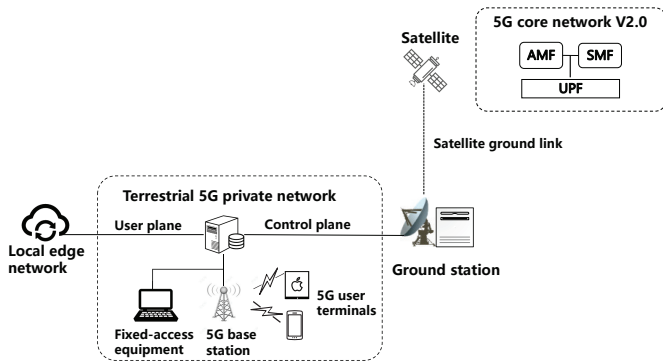 5G core network V2.0
AMF
SMF
UPF
Satellite
Satellite ground link
Terrestrial 5G private network
User plane
Control plane
Local edge
network
Ground station
Fixed-access
equipment
5G base
station
5G user
terminals